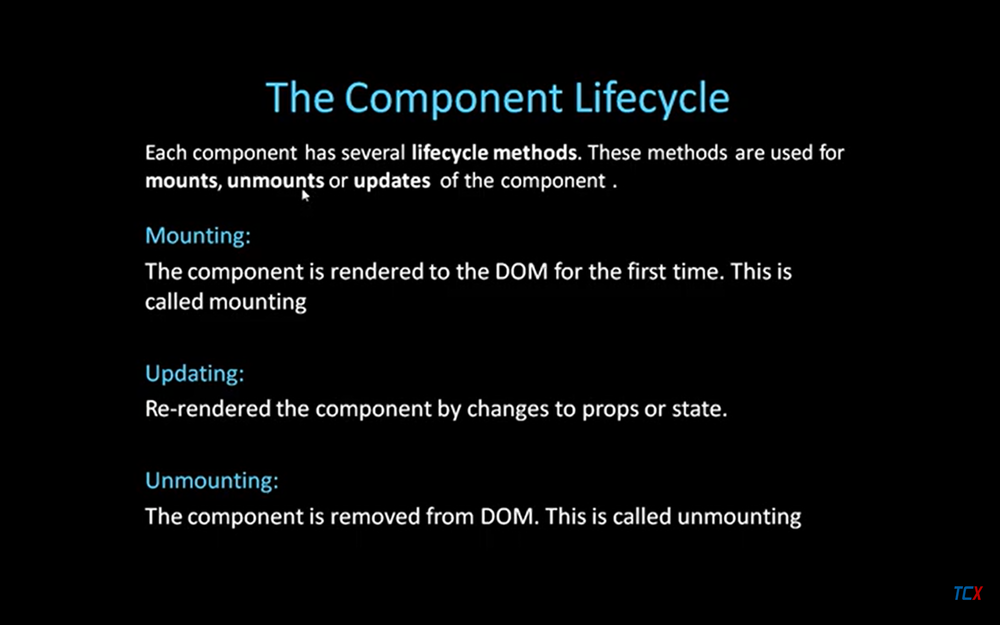 The Component Lifecycle
Each component has several lifecycle methods. These methods are used for
mounts, unmounts or updates of the component .
Mounting:
The component is rendered to the DOM for the first time. This is
called mounting
Updating:
Re-rendered the component by changes to props or state.
Unmounting:
The component is removed from DOM. This is called unmounting
TCX